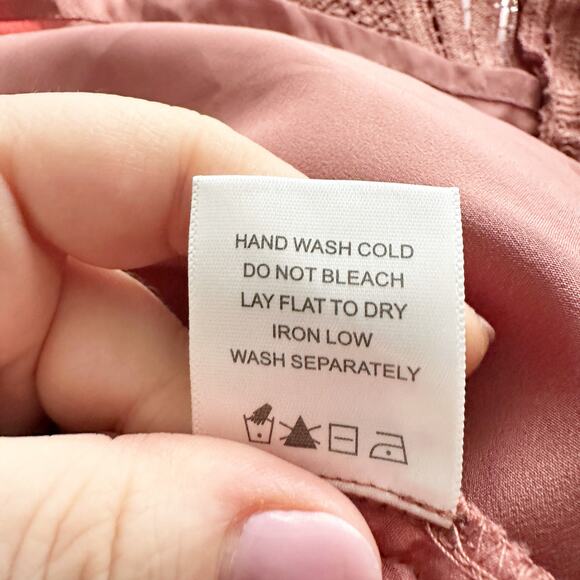 HAND WASH COLD
DO NOT BLEACH
LAY FLAT TO DRY
IRON LOW
WASH SEPARATELY